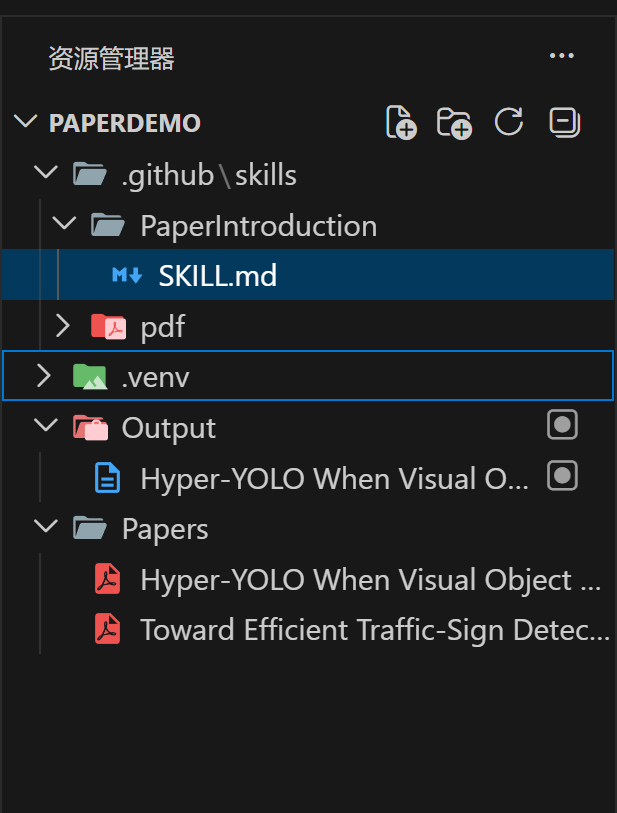 资源管理器
PAPERDEMO
.github\skills
PaperIntroduction
SKILL.md
pdf
.venv
Output
Hyper-YOLO When Visual O...
Papers
Hyper-YOLO When Visual Object ...
Toward Efficient Traffic-Sign Detec...